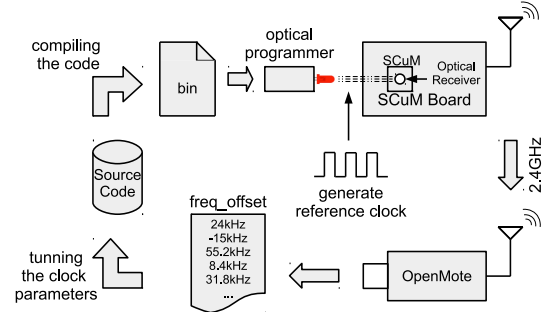 compiling
the code
bin
optical
programmer
SCuM
Optical
Receiver
SCuM Board
2.4GHz
generate
reference clock
Source
Code
freq_offset
24kHz
-15kHz
55.2kHz
8.4kHz
31.8kHz
...
OpenMote
tunning
the clock
parameters